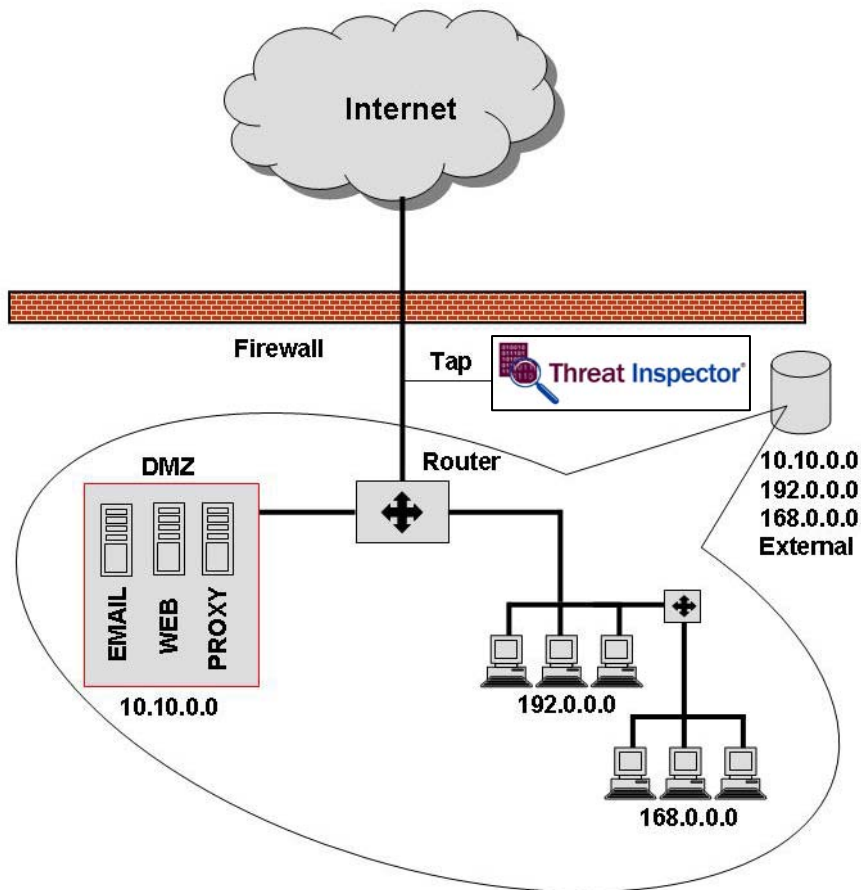 Internet
Firewall
Tap
Threat Inspector®
10.10.0.0
192.0.0.0
168.0.0.0
External
Router
DMZ
EMAIL
WEB
PROXY
10.10.0.0
192.0.0.0
168.0.0.0